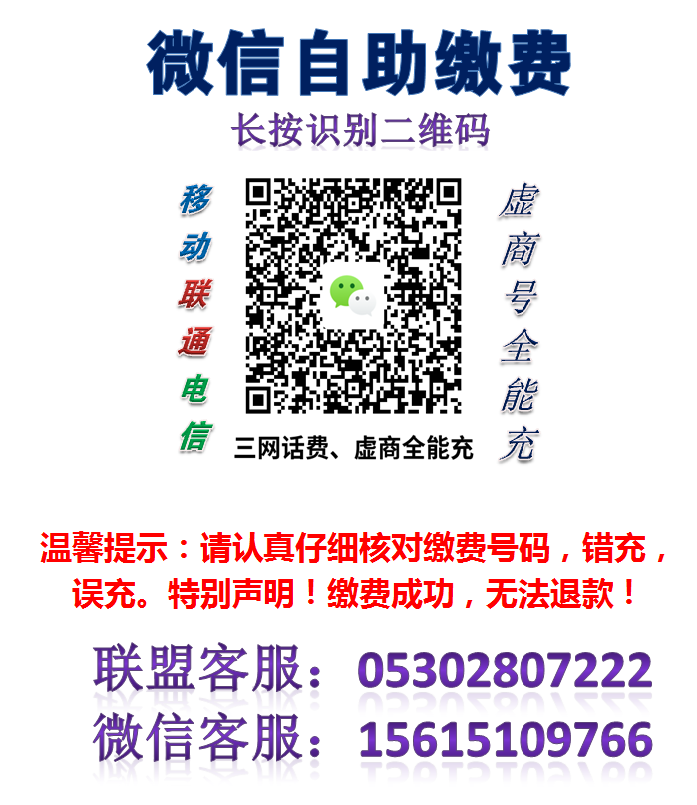 微信自助缴费
长按识别二维码
移动联通电信
虚商号全能充
三网话费、虚商全能充
温馨提示：请认真仔细核对缴费号码，错充，
误充。特别声明！缴费成功，无法退款！
联盟客服：05302807222
微信客服：15615109766